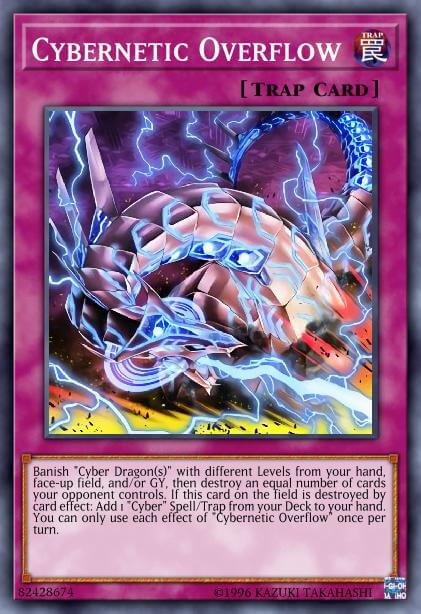 CYBERNETIC OVERFLOW
TRAP
罠
[TRAP CARD]
Banish "Cyber Dragon(s)" with different Levels from your hand,
face-up field, and/or GY, then destroy an equal number of cards
your opponent controls. If this card on the field is destroyed by
card effect: Add 1 "Cyber" Spell/Trap from your Deck to your hand.
You can only use each effect of "Cybernetic Overflow" once per
turn.
82428674
©1996 KAZUKI TAKAHASHI